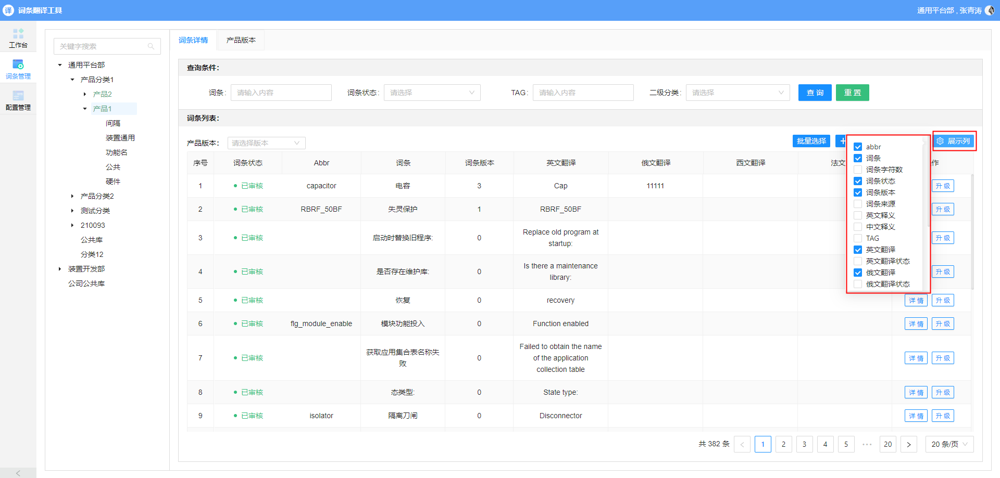 译 词条翻译工具
通用平台部 , 张青涛
工作台
词条管理
配置管理
关键字搜索
通用平台部
产品分类1
产品2
产品1
间隔
装置通用
功能名
公共
硬件
产品分类2
测试分类
210093
公共库
分类12
装置开发部
公司公共库
词条详情 产品版本
查询条件：
词条： 请输入内容 词条状态： 请选择 TAG： 请输入内容 二级分类： 请选择 查 询 重 置
词条列表：
产品版本： 请选择版本 批量选择 + 展示列
abbr
词条
词条字符数
词条状态
词条版本
词条来源
英文释义
中文释义
TAG
英文翻译
英文翻译状态
俄文翻译
俄文翻译状态
序号 词条状态 Abbr 词条 词条版本 英文翻译 俄文翻译 西文翻译 法文 作
1 已审核 capacitor 电容 3 Cap 11111 升 级
2 已审核 RBRF_50BF 失灵保护 1 RBRF_50BF 升 级
3 已审核 启动时替换旧程序: 0 Replace old program at
startup: 升 级
4 已审核 是否存在维护库: 0 Is there a maintenance
library: 升 级
5 已审核 恢复 0 recovery 详 情 升 级
6 已审核 flg_module_enable 模块功能投入 0 Function enabled 详 情 升 级
7 已审核 获取应用集合表名称失
败 0 Failed to obtain the name
of the application
collection table 详 情 升 级
8 已审核 态类型: 0 State type: 详 情 升 级
9 已审核 isolator 隔离刀闸 0 Disconnector 详 情 升 级
共 382 条 < 1 2 3 4 5 ••• 20 > 20 条/页